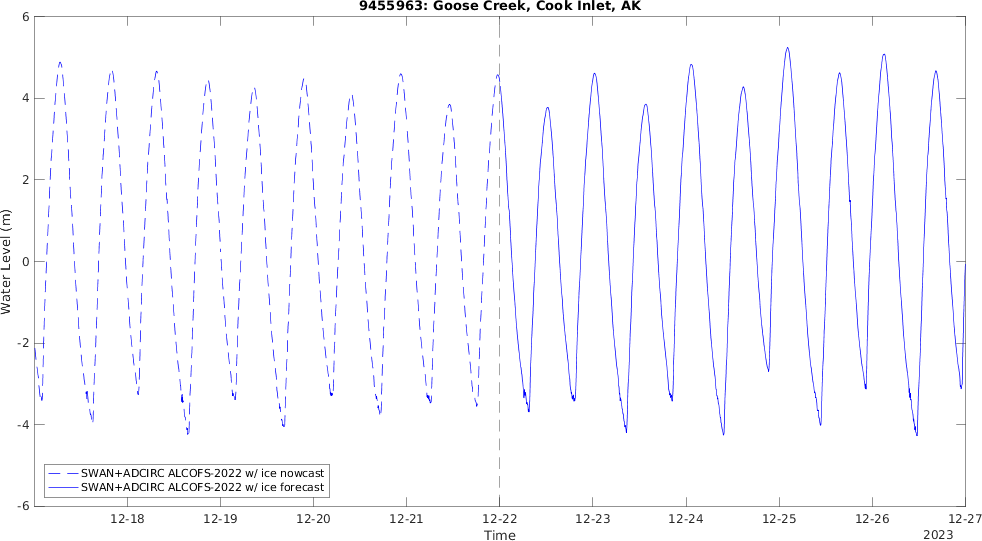 9455963: Goose Creek, Cook Inlet, AK
6
4
2
0
-2
-4
-6
Water Level (m)
SWAN+ADCIRC ALCOFS-2022 w/ ice nowcast
SWAN+ADCIRC ALCOFS-2022 w/ ice forecast
12-18 12-19 12-20 12-21 12-22 12-23 12-24 12-25 12-26 12-27
Time 2023